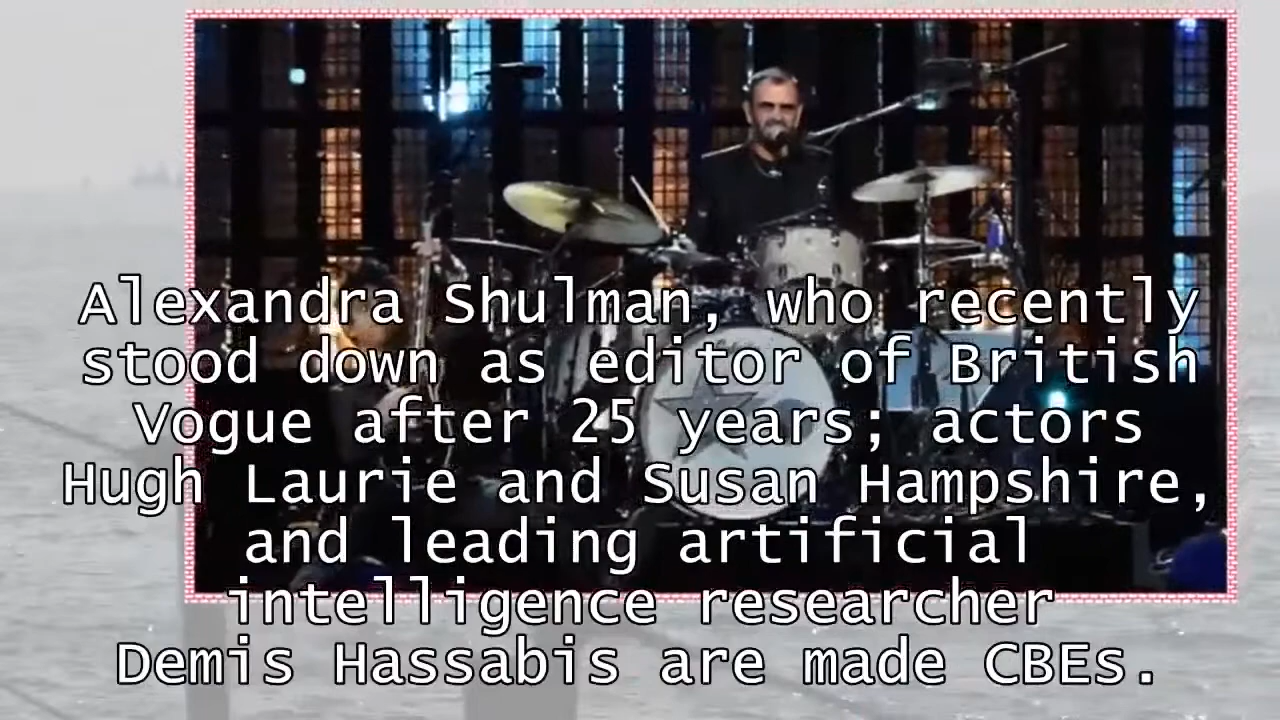 Alexandra Shulman, who recently
stood down as editor of British
Vogue after 25 years; actors
Hugh Laurie and Susan Hampshire,
and leading artificial
intelligence researcher
Demis Hassabis are made CBEs.